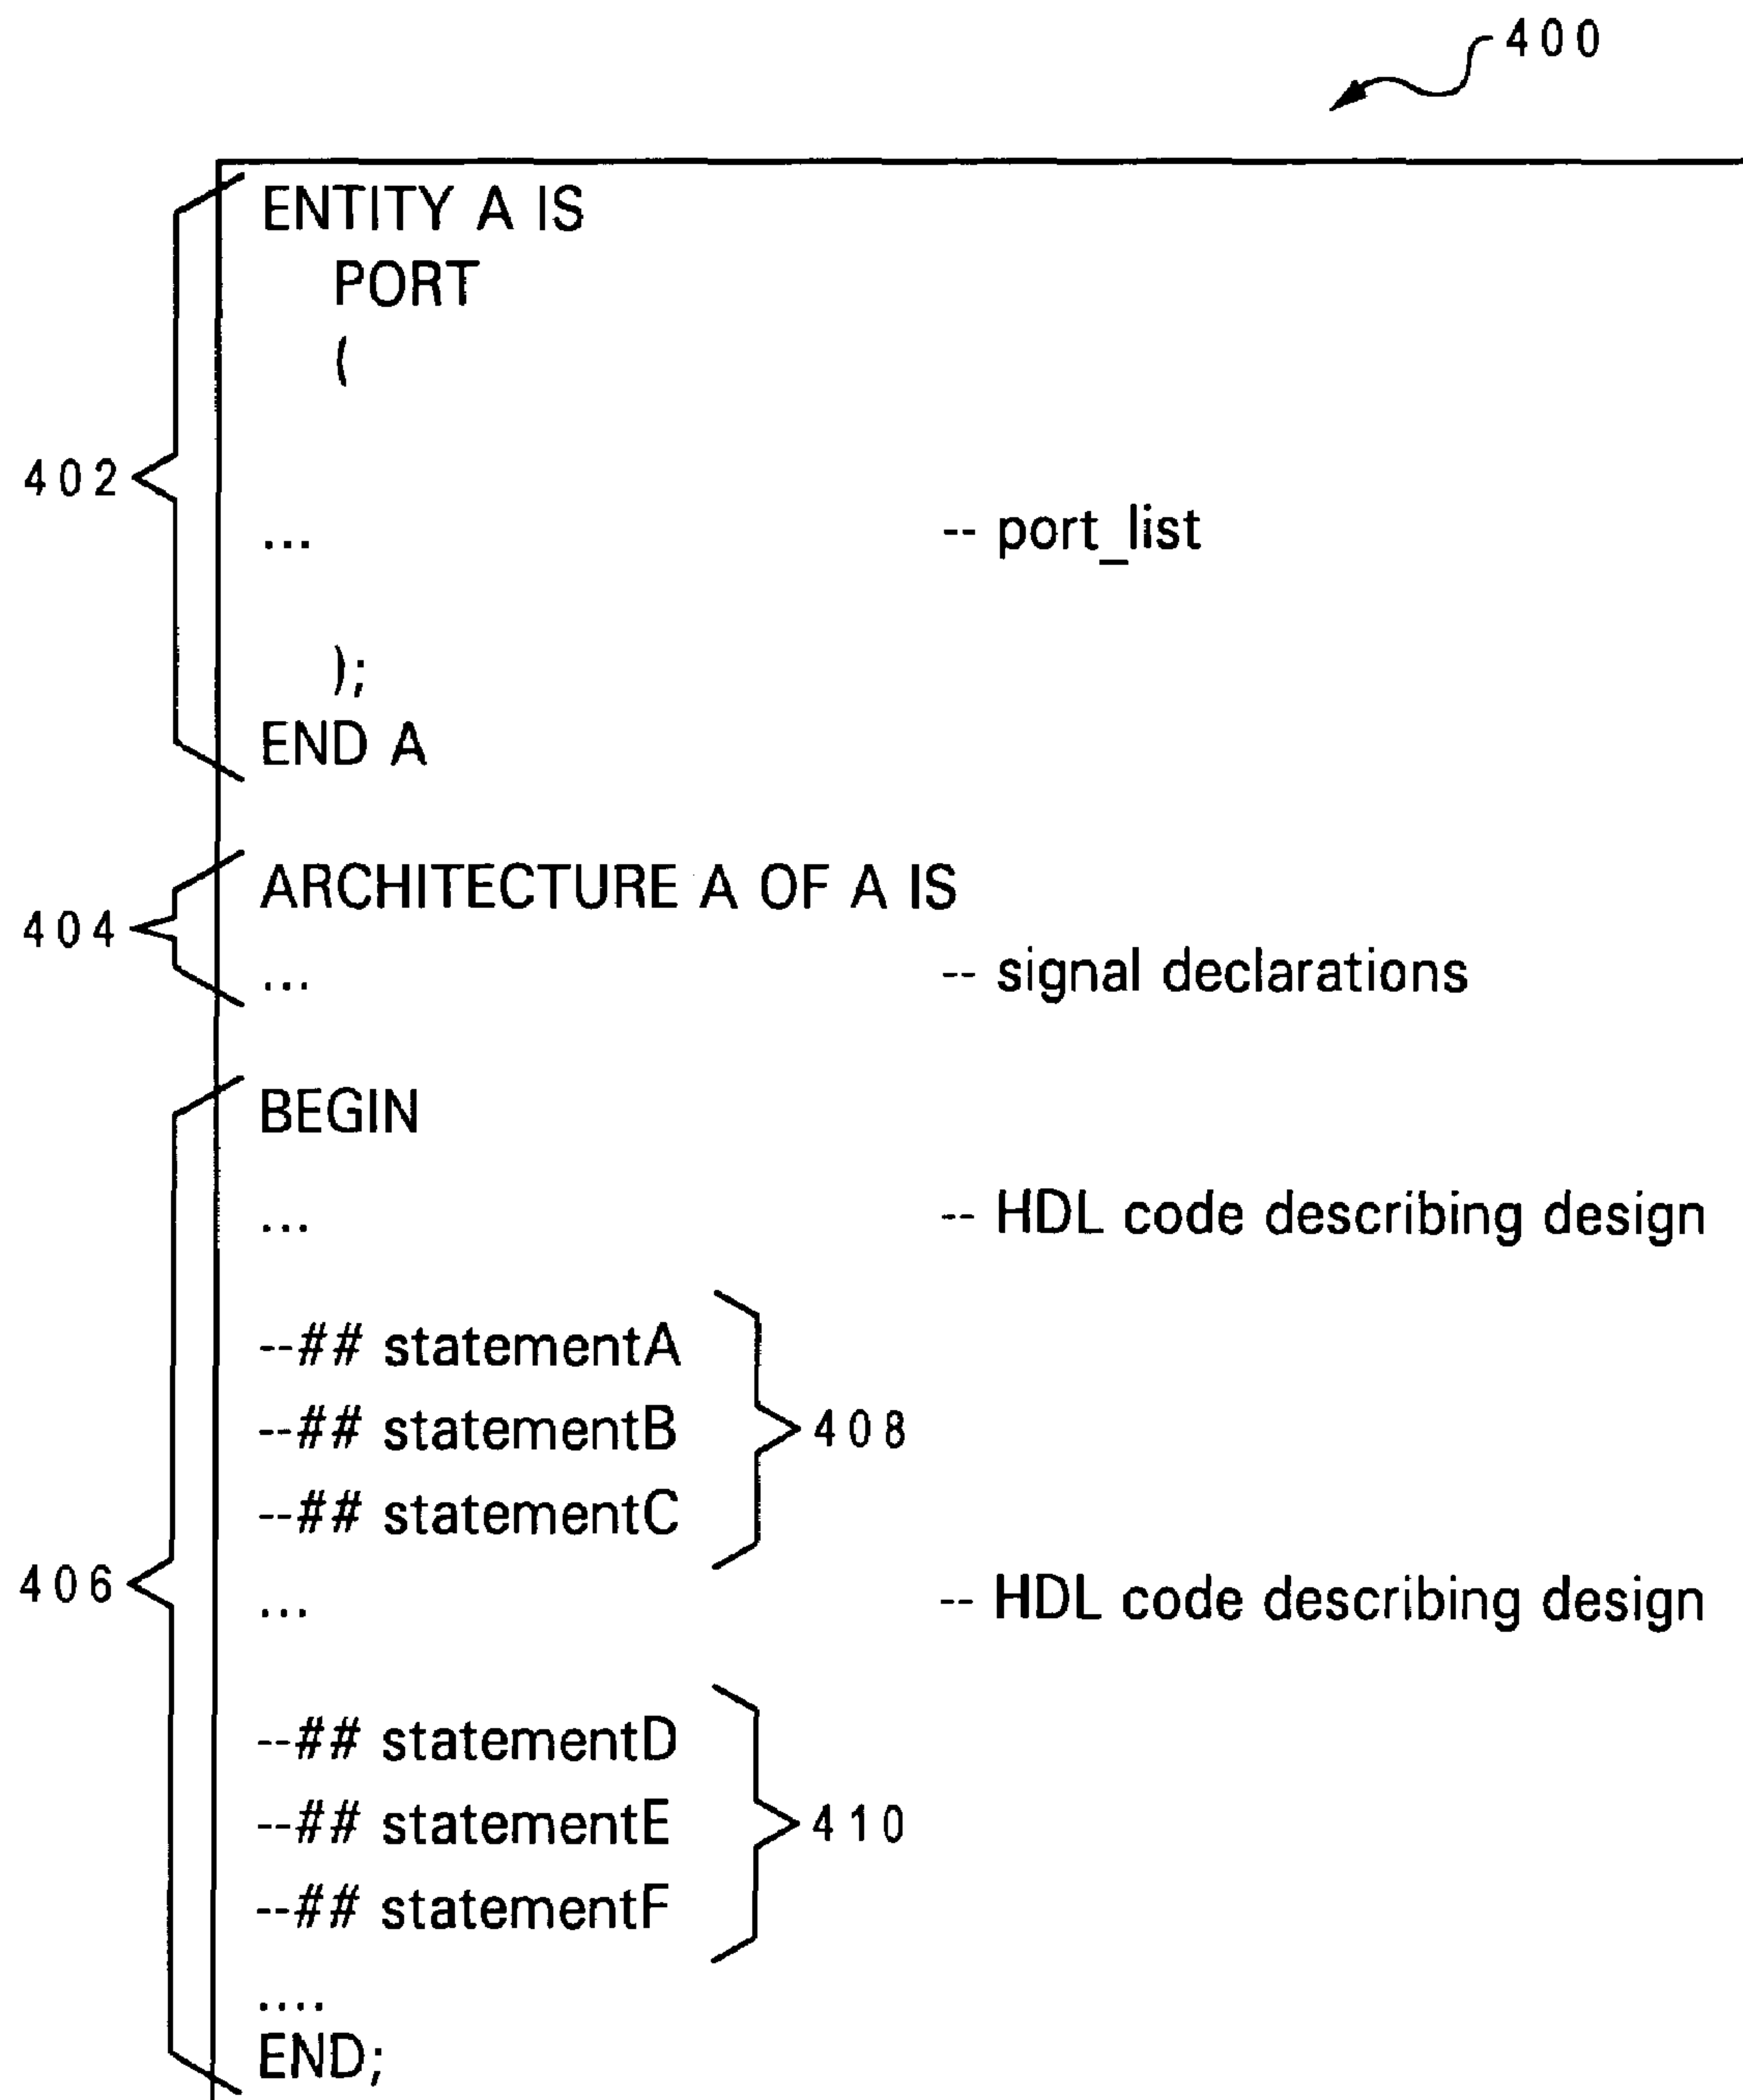 400
ENTITY A IS
PORT
(
402
... -- port_list
);
END A
ARCHITECTURE A OF A IS
404
... -- signal declarations
BEGIN
... -- HDL code describing design
--## statementA
--## statementB 408
--## statementC
406
... -- HDL code describing design
--## statementD
--## statementE 410
--## statementF
....
END;